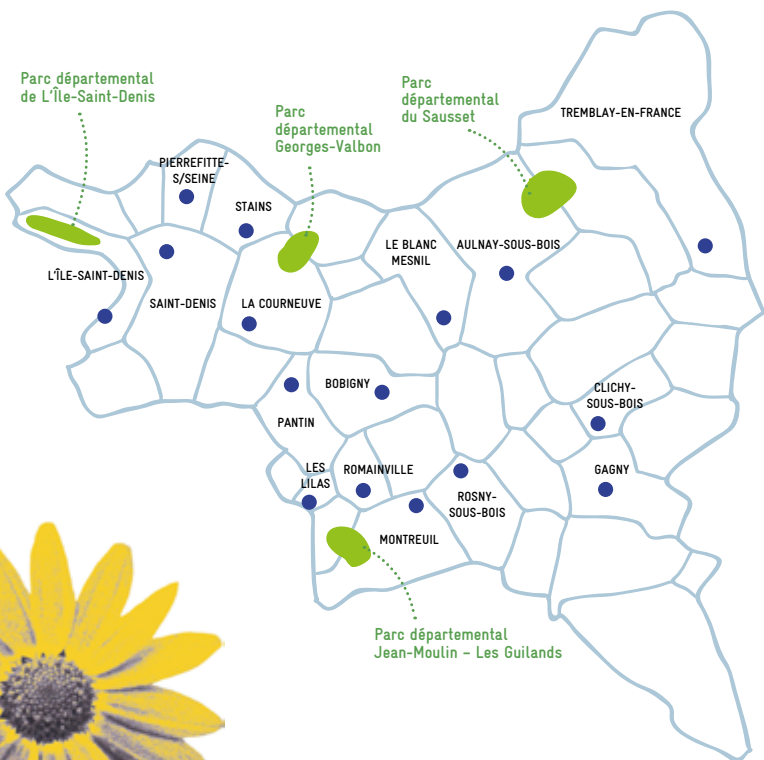 Parc départemental
de L'Île-Saint-Denis
Parc
départemental
Georges-Valbon
Parc
départemental
du Sausset
TREMBLAY-EN-FRANCE
PIERREFITTE-
S/SEINE
STAINS
LE BLANC
MESNIL
AULNAY-SOUS-BOIS
L'ÎLE-SAINT-DENIS
SAINT-DENIS
LA COURNEUVE
BOBIGNY
CLICHY-
SOUS-BOIS
PANTIN
LES
LILAS
ROMAINVILLE
GAGNY
ROSNY-
SOUS-BOIS
MONTREUIL
Parc départemental
Jean-Moulin – Les Guilands